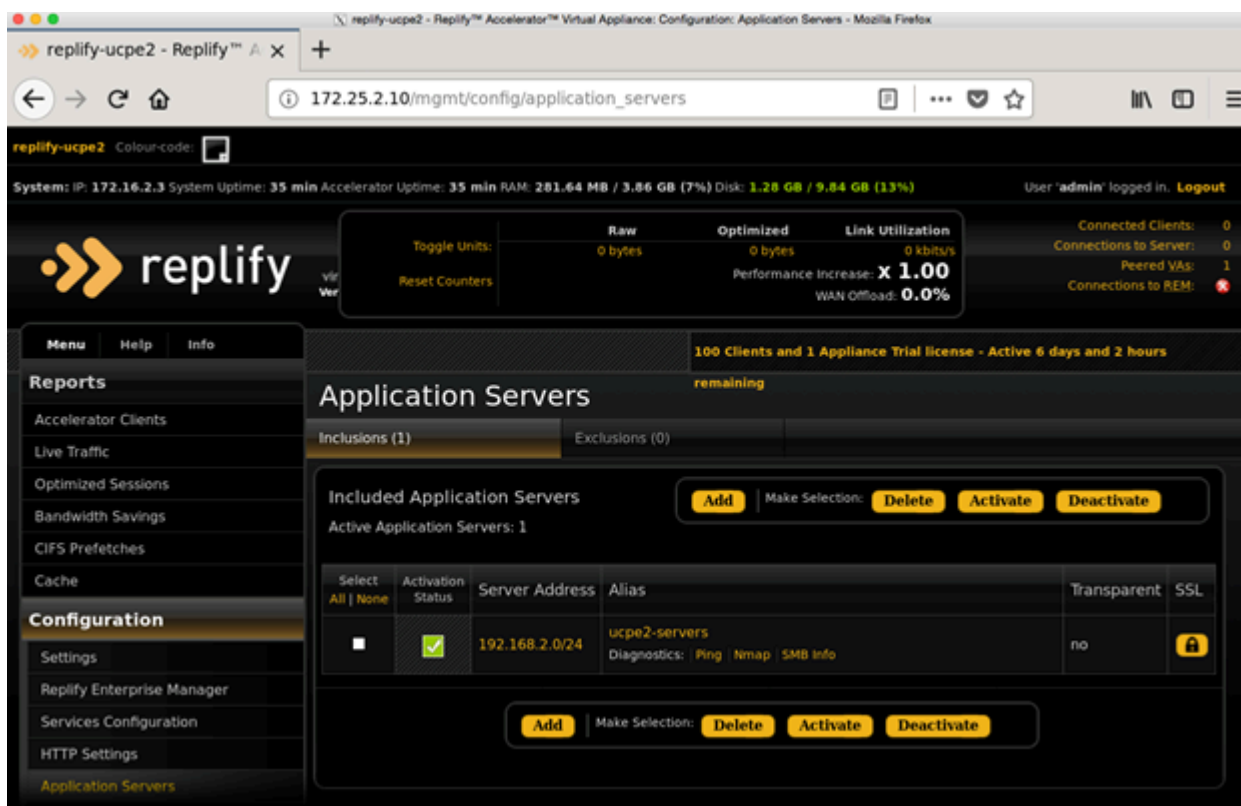 replify-ucpe2 - Replify™ Accelerator™ Virtual Appliance: Configuration: Application Servers - Mozilla Firefox
replify-ucpe2 - Replify™ A
172.25.2.10/mgmt/config/application_servers
replify-ucpe2 Colour-code:
System: IP: 172.16.2.3 System Uptime: 35 min Accelerator Uptime: 35 min RAM: 281.64 MB / 3.86 GB (7%) Disk: 1.28 GB / 9.84 GB (13%) User 'admin' logged in. Logout
replify
vir
Ver
Raw Optimized Link Utilization
Toggle Units: 0 bytes 0 bytes 0 kbits/s
Reset Counters Performance Increase: X 1.00
WAN Offload: 0.0%
Connected Clients: 0
Connections to Server: 0
Peered VAs: 1
Connections to REM:
Menu Help Info
100 Clients and 1 Appliance Trial license - Active 6 days and 2 hours
remaining
Reports
Accelerator Clients
Live Traffic
Optimized Sessions
Bandwidth Savings
CIFS Prefetches
Cache
Configuration
Settings
Replify Enterprise Manager
Services Configuration
HTTP Settings
Application Servers
Application Servers
Inclusions (1) Exclusions (0)
Included Application Servers
Active Application Servers: 1
Add Make Selection: Delete Activate Deactivate
Select All | None Activation Status Server Address Alias Transparent SSL
192.168.2.0/24 ucpe2-servers no
Diagnostics: Ping Nmap SMB Info
Add Make Selection: Delete Activate Deactivate